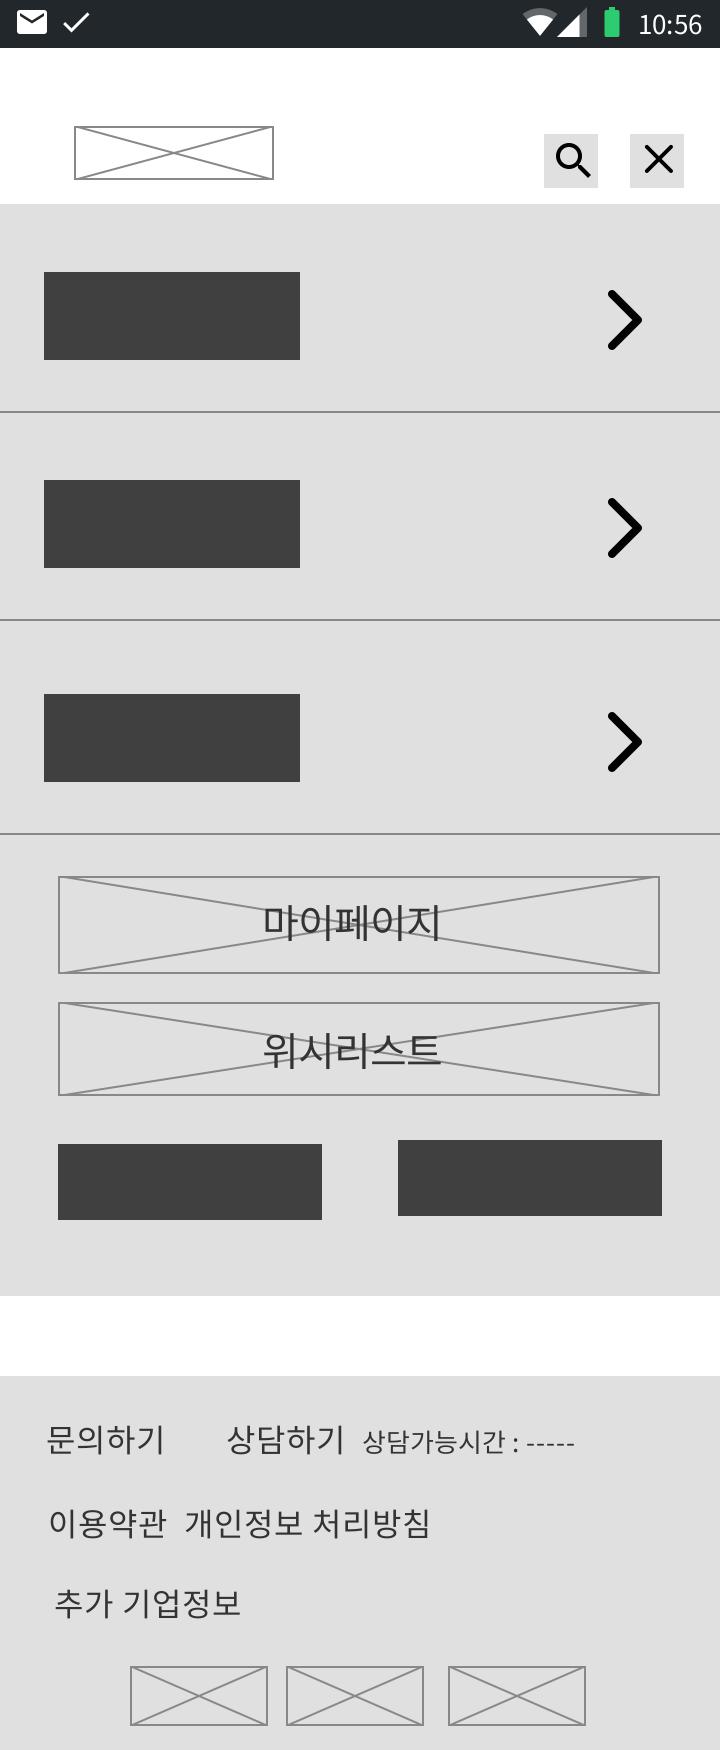 10:56
마이페이지
위시리스트
문의하기 상담하기 상담가능시간 : -----
이용약관 개인정보 처리방침
추가 기업정보